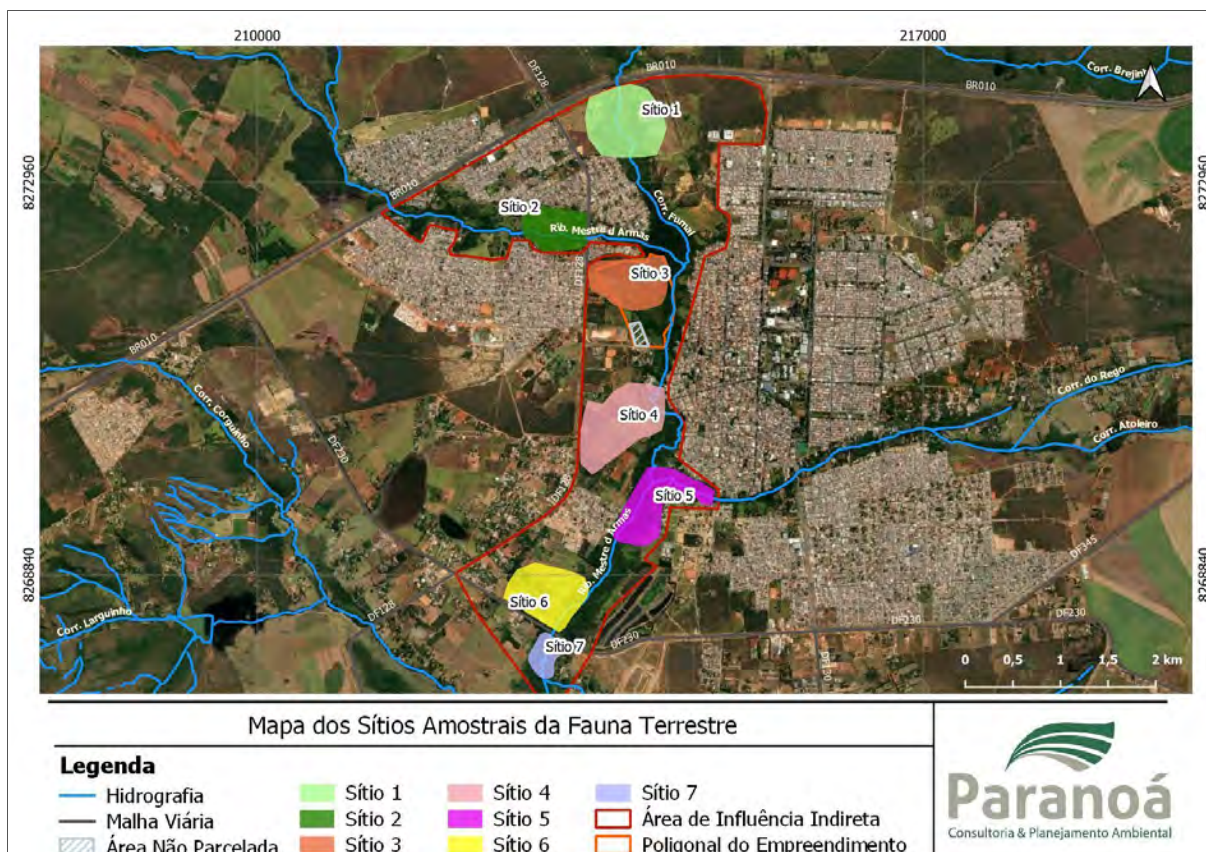 210000
217000
8272960
8272960
8268840
8268840
BR010
BR010
BR010
BR010
DF128
DF128
DF128
DF128
DF230
DF230
DF230
DF230
DF345
Corr. Brejinho
Corr. Fumal
Rib. Mestre d Armas
Rib. Mestre d Armas
Rib. Mestre d Armas
Corr. Corguinho
Corr. Larguinho
Corr. do Rego
Corr. Atoleiro
Sítio 1
Sítio 2
Sítio 3
Sítio 4
Sítio 5
Sítio 6
Sítio 7
0 0,5 1 1,5 2 km
Mapa dos Sítios Amostrais da Fauna Terrestre
Legenda
Hidrografia
Malha Viária
Área Não Parcelada
Sítio 1
Sítio 2
Sítio 3
Sítio 4
Sítio 5
Sítio 6
Sítio 7
Área de Influência Indireta
Poligonal do Empreendimento
Paranoá
Consultoria & Planejamento Ambiental